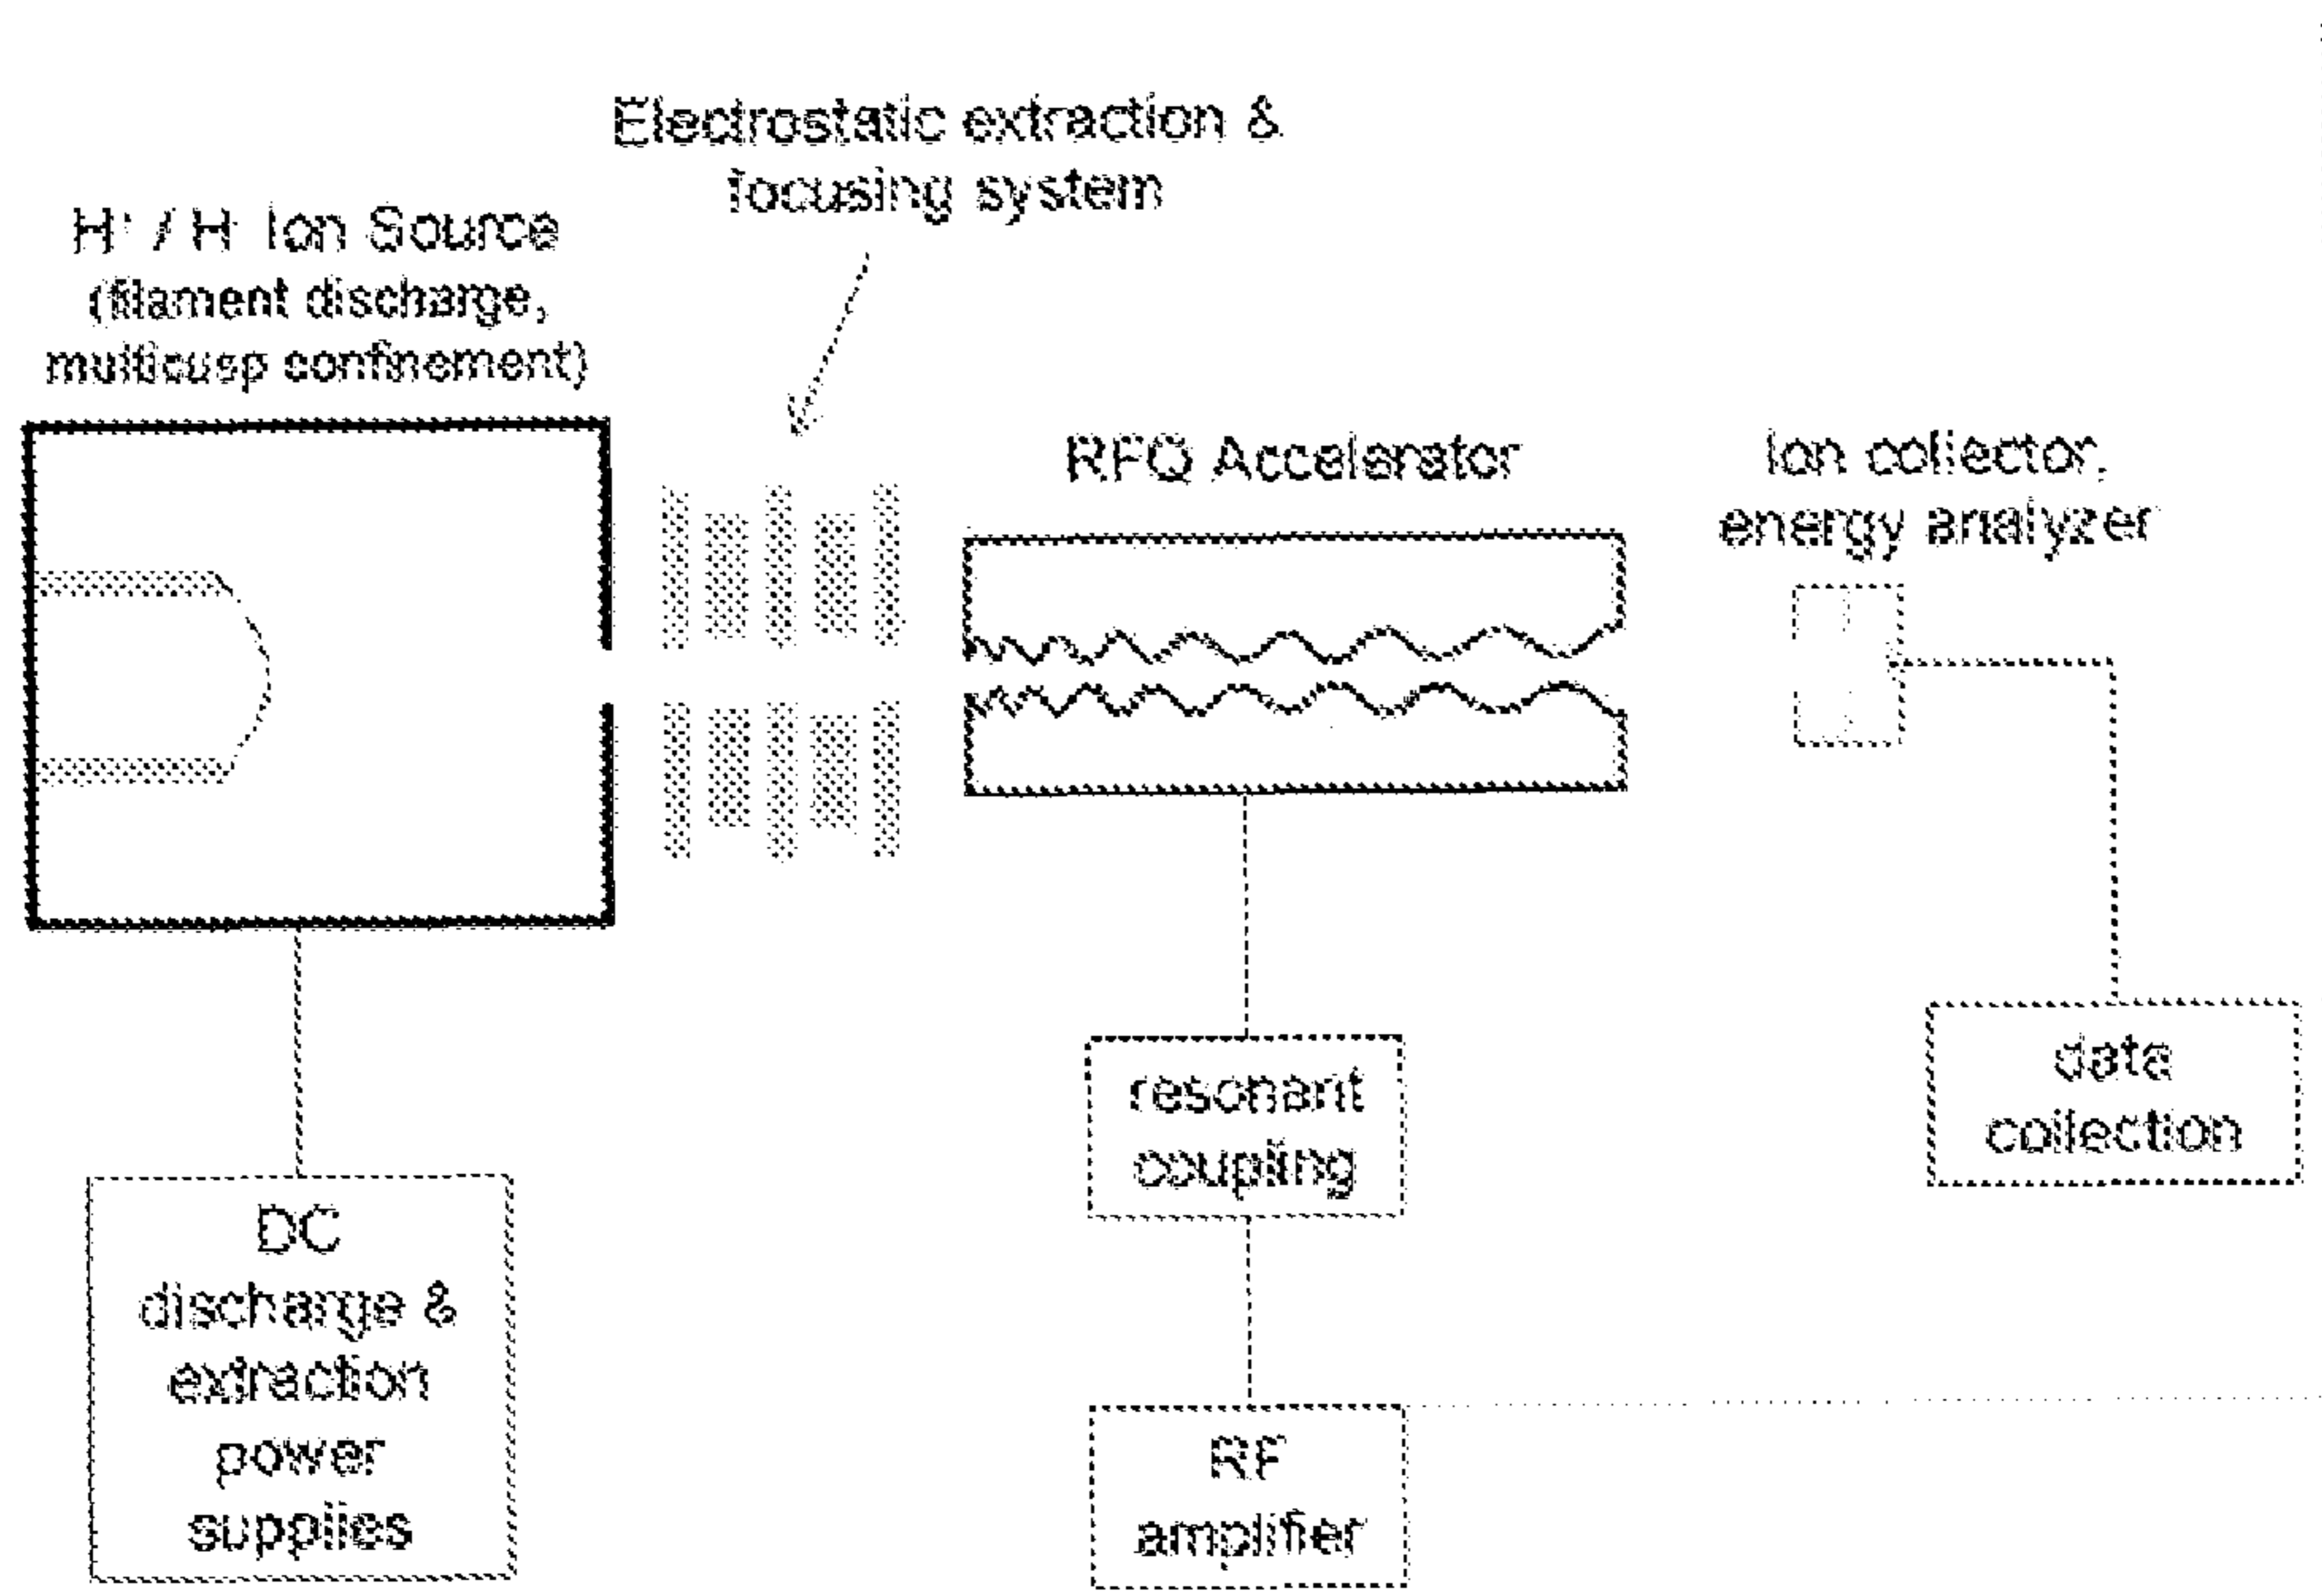 Electrostatic extraction &
focusing system
H⁺ / H⁻ Ion Source
(filament discharge,
multicusp confinement)
RFQ Accelerator
Ion collector,
energy analyzer
resonant
coupling
data
collection
DC
discharge &
extraction
power
supplies
RF
amplifier